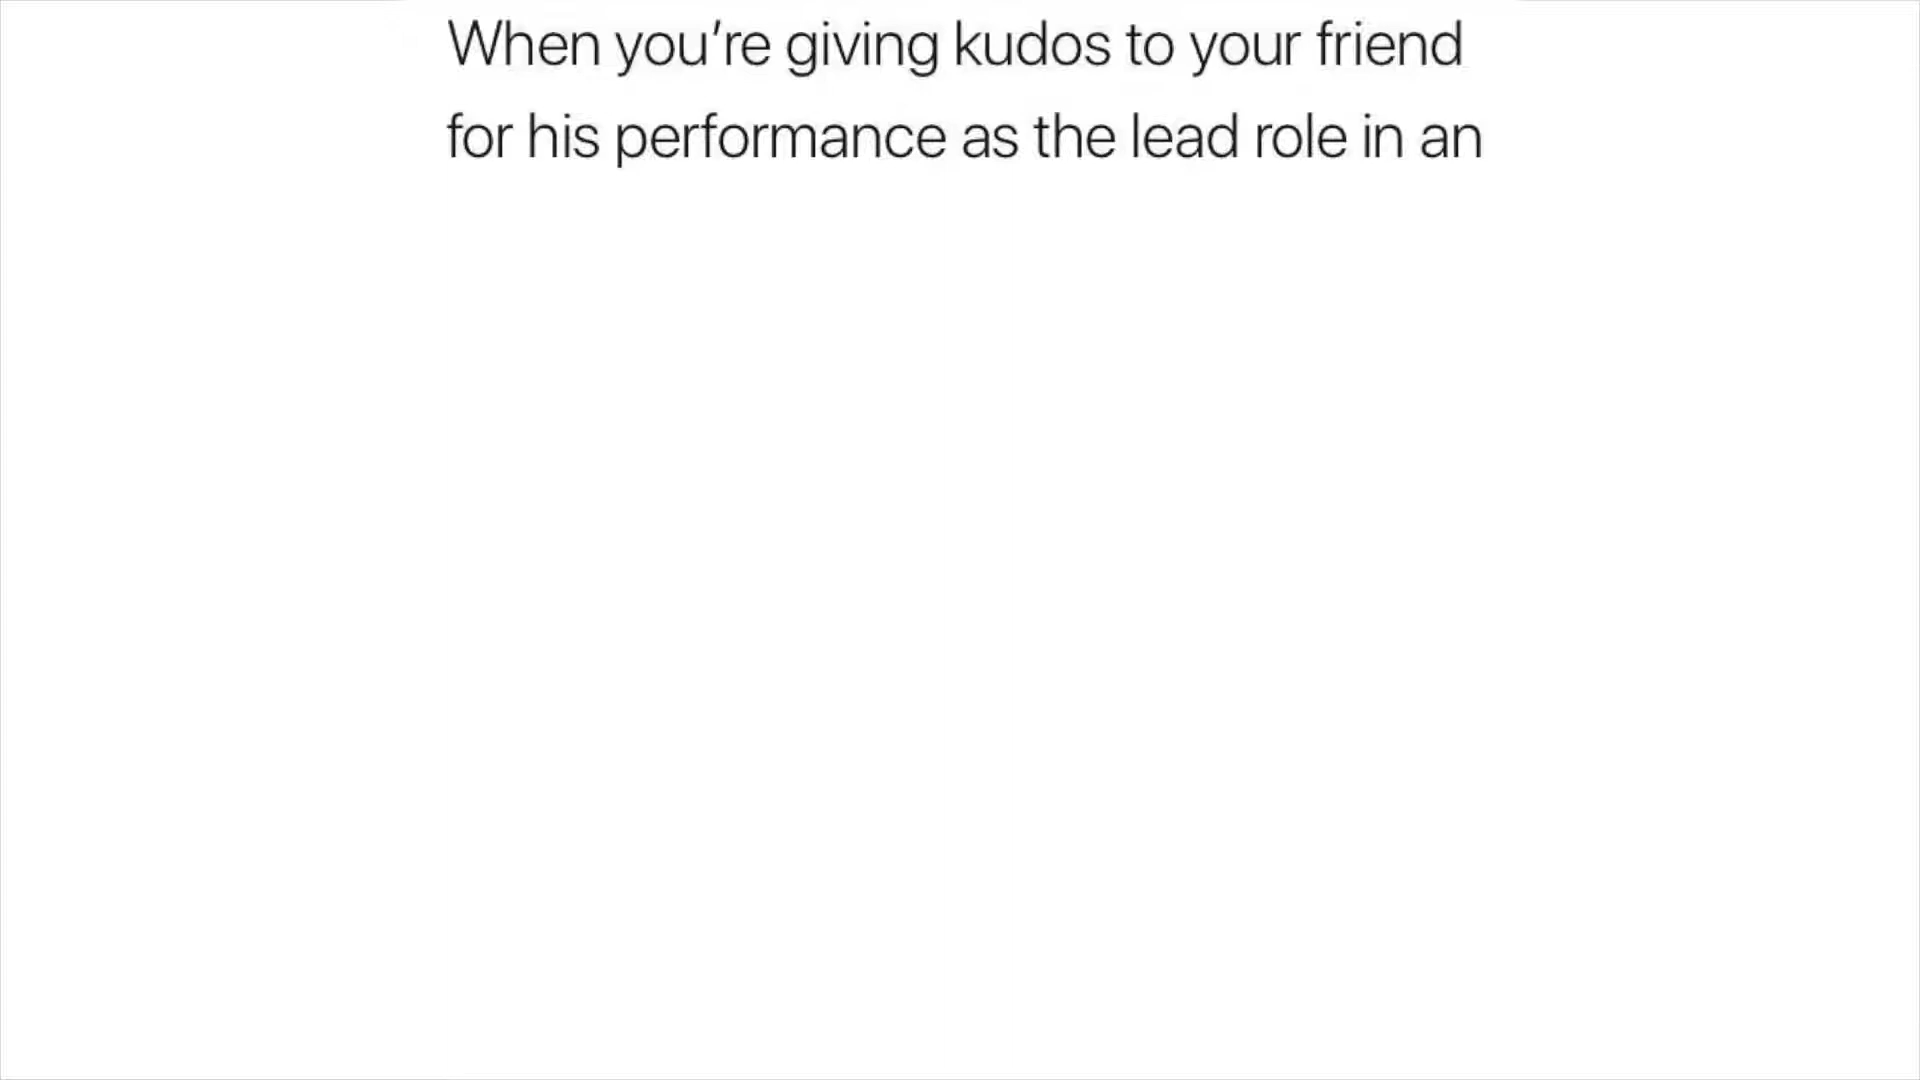 When you’re giving kudos to your friend
for his performance as the lead role in an